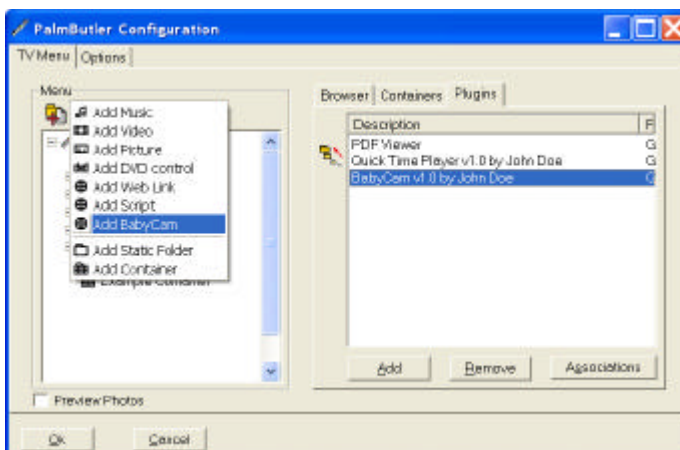 PalmButler Configuration
TV Menu Options
Menu
Add Music
Add Video
Add Picture
Add DVD control
Add Web Link
Add Script
Add BabyCam
Add Static Folder
Add Container
Example Container
Preview Photos
Browser Containers Plugins
Description F
PDF Viewer G
Quick Time Player v1.0 by John Doe G
BabyCam v1.0 by John Doe G
Add Remove Associations
Ok Cancel